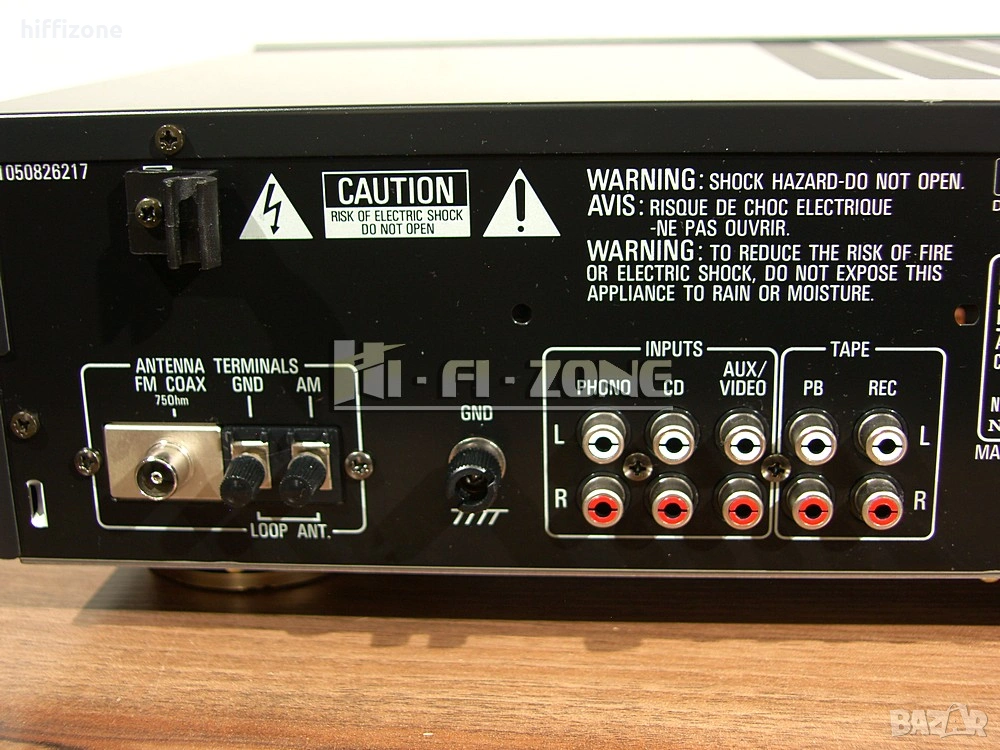 hiffizone
1050826217
CAUTION
RISK OF ELECTRIC SHOCK
DO NOT OPEN
WARNING: SHOCK HAZARD-DO NOT OPEN.
AVIS: RISQUE DE CHOC ELECTRIQUE
-NE PAS OUVRIR.
WARNING: TO REDUCE THE RISK OF FIRE
OR ELECTRIC SHOCK, DO NOT EXPOSE THIS
APPLIANCE TO RAIN OR MOISTURE.
HI-FI-ZONE
ANTENNA TERMINALS
FM COAX GND AM
75Ohm
LOOP ANT.
GND
INPUTS
PHONO CD AUX/
VIDEO
L
R
TAPE
PB REC
L
R
MA
BAZAR